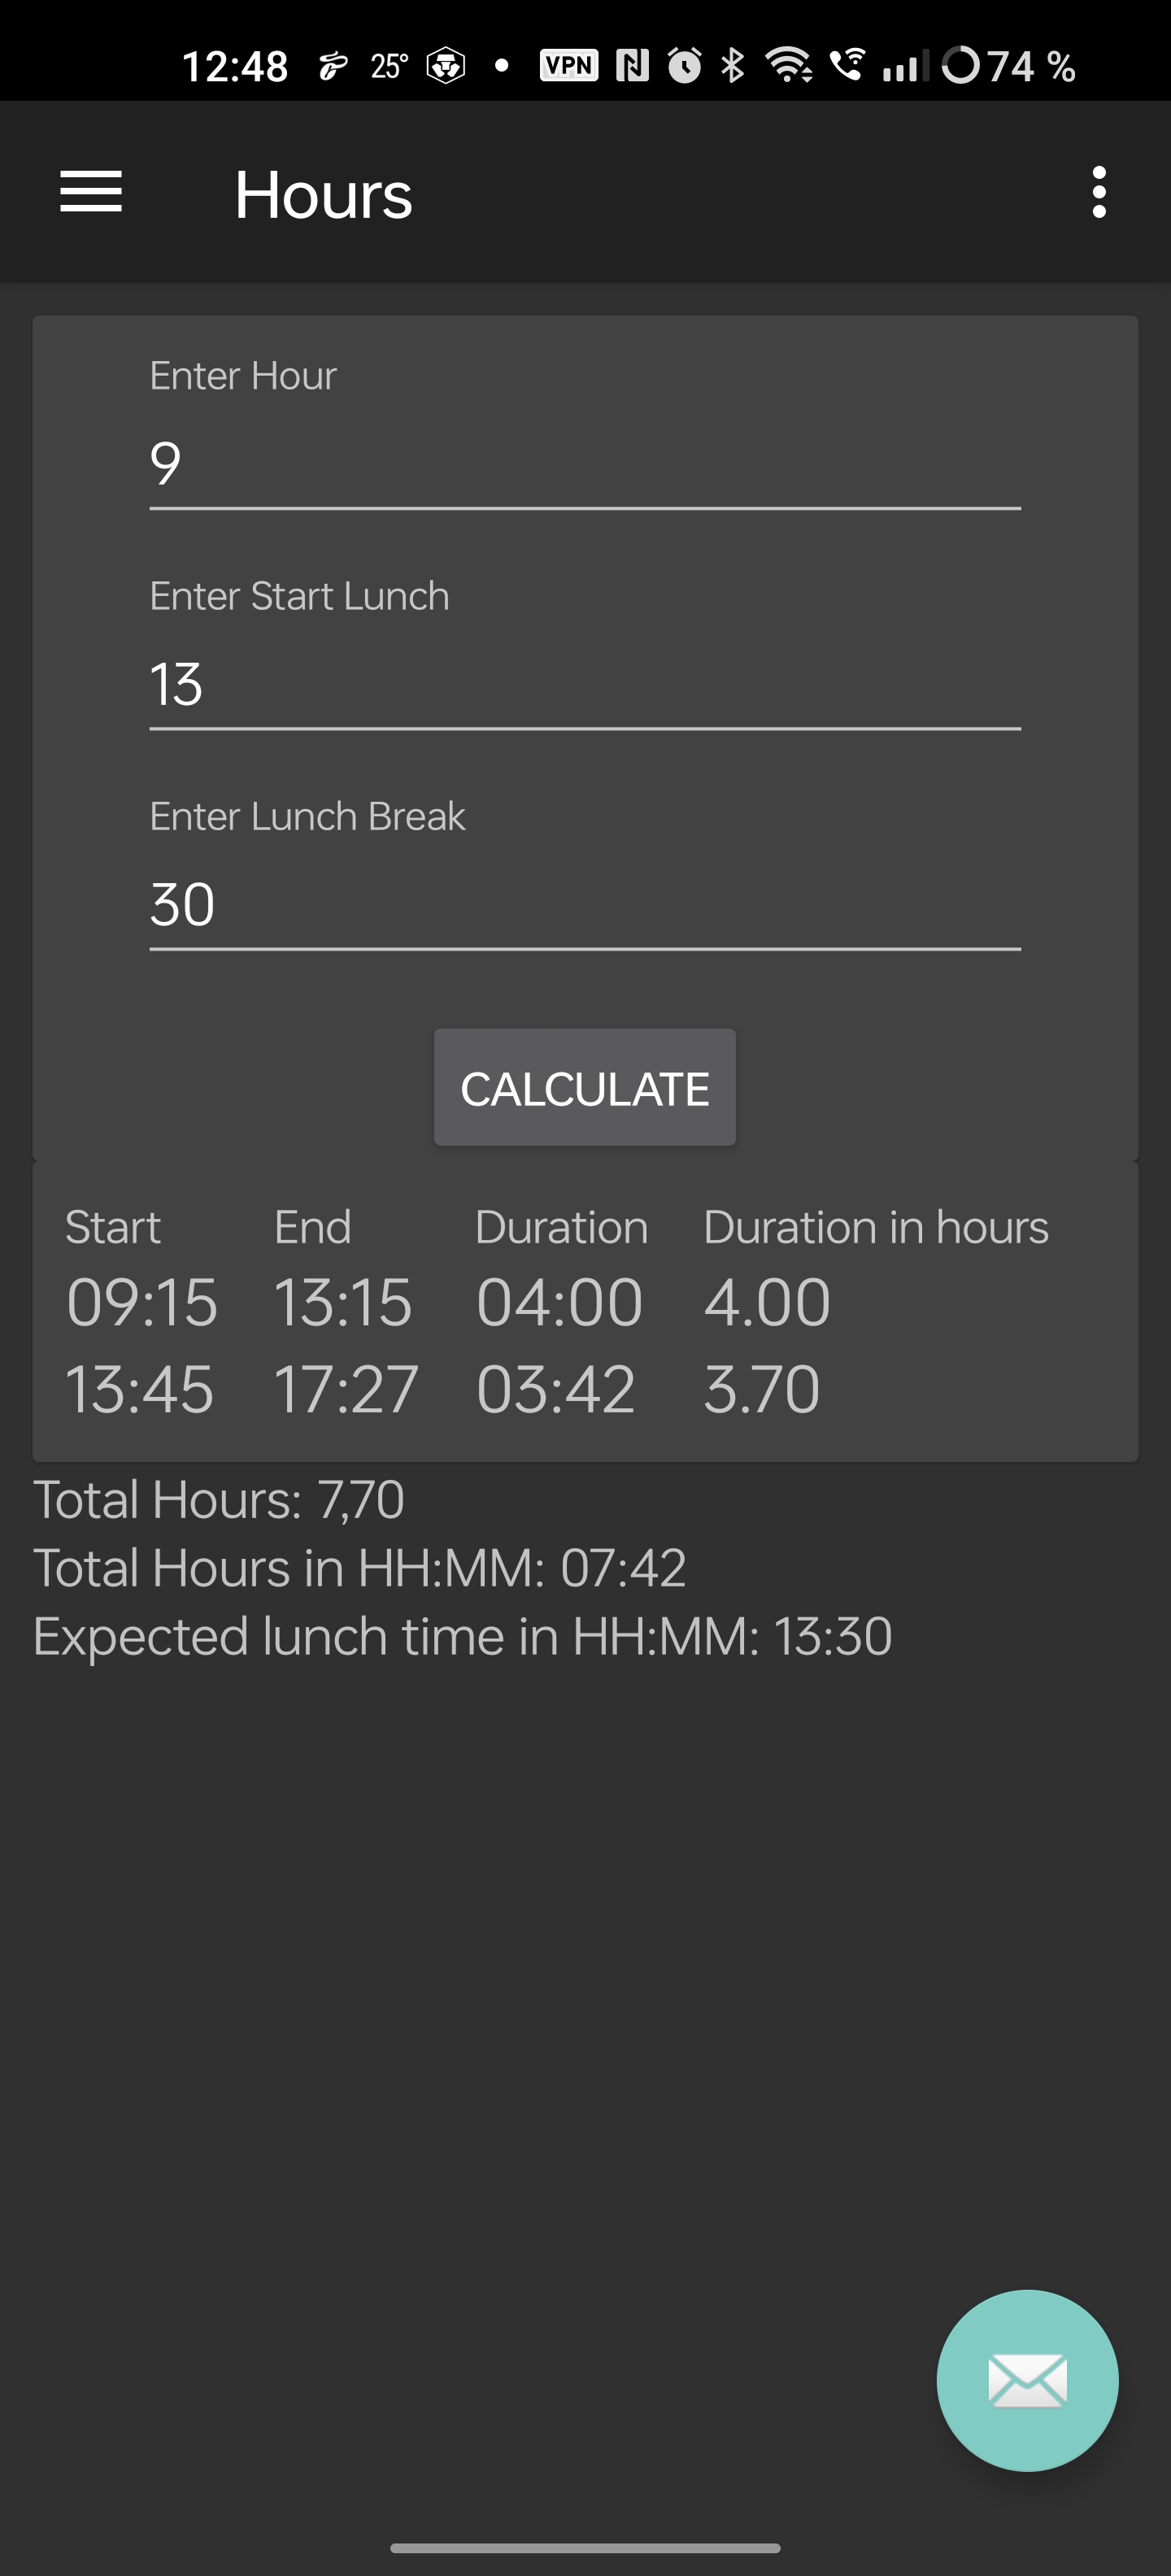 12:48 25° VPN 74 %
Hours
Enter Hour
9
Enter Start Lunch
13
Enter Lunch Break
30
CALCULATE
Start End Duration Duration in hours
09:15 13:15 04:00 4.00
13:45 17:27 03:42 3.70
Total Hours: 7,70
Total Hours in HH:MM: 07:42
Expected lunch time in HH:MM: 13:30